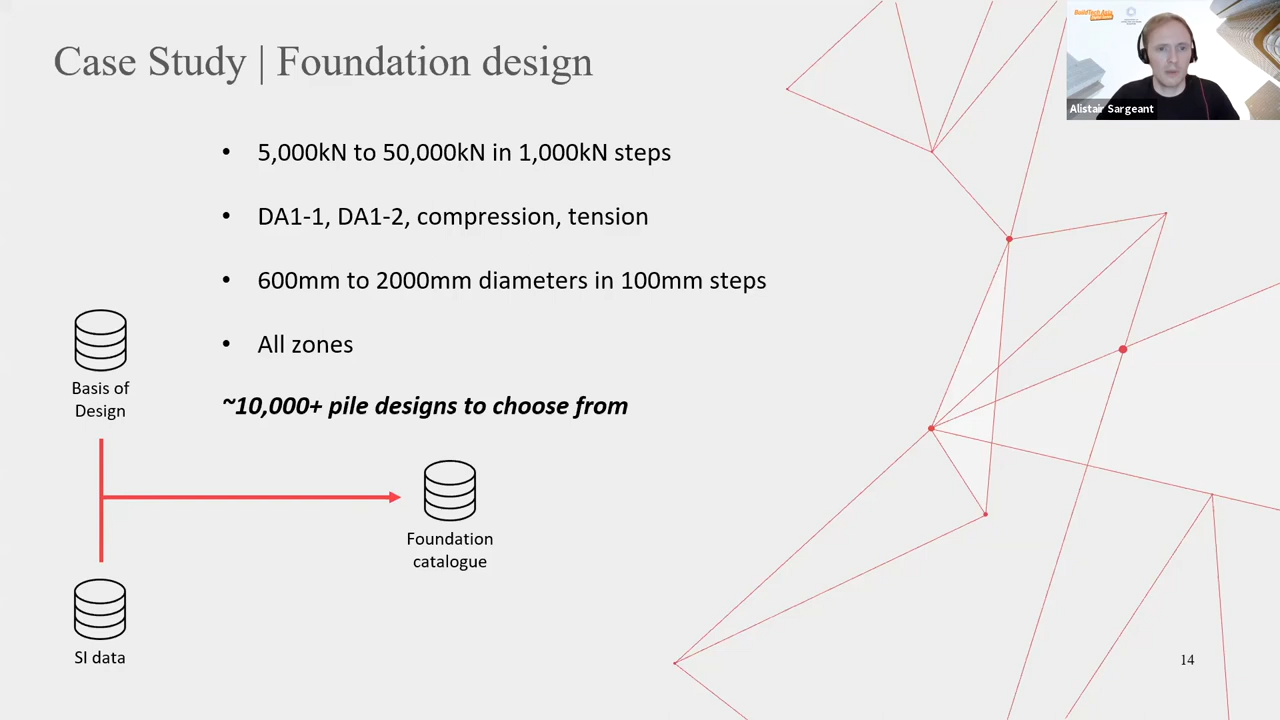 Case Study | Foundation design
BuildTech Asia
Alistair Sargeant
• 5,000kN to 50,000kN in 1,000kN steps
• DA1-1, DA1-2, compression, tension
• 600mm to 2000mm diameters in 100mm steps
• All zones
~10,000+ pile designs to choose from
Basis of
Design
Foundation
catalogue
SI data
14